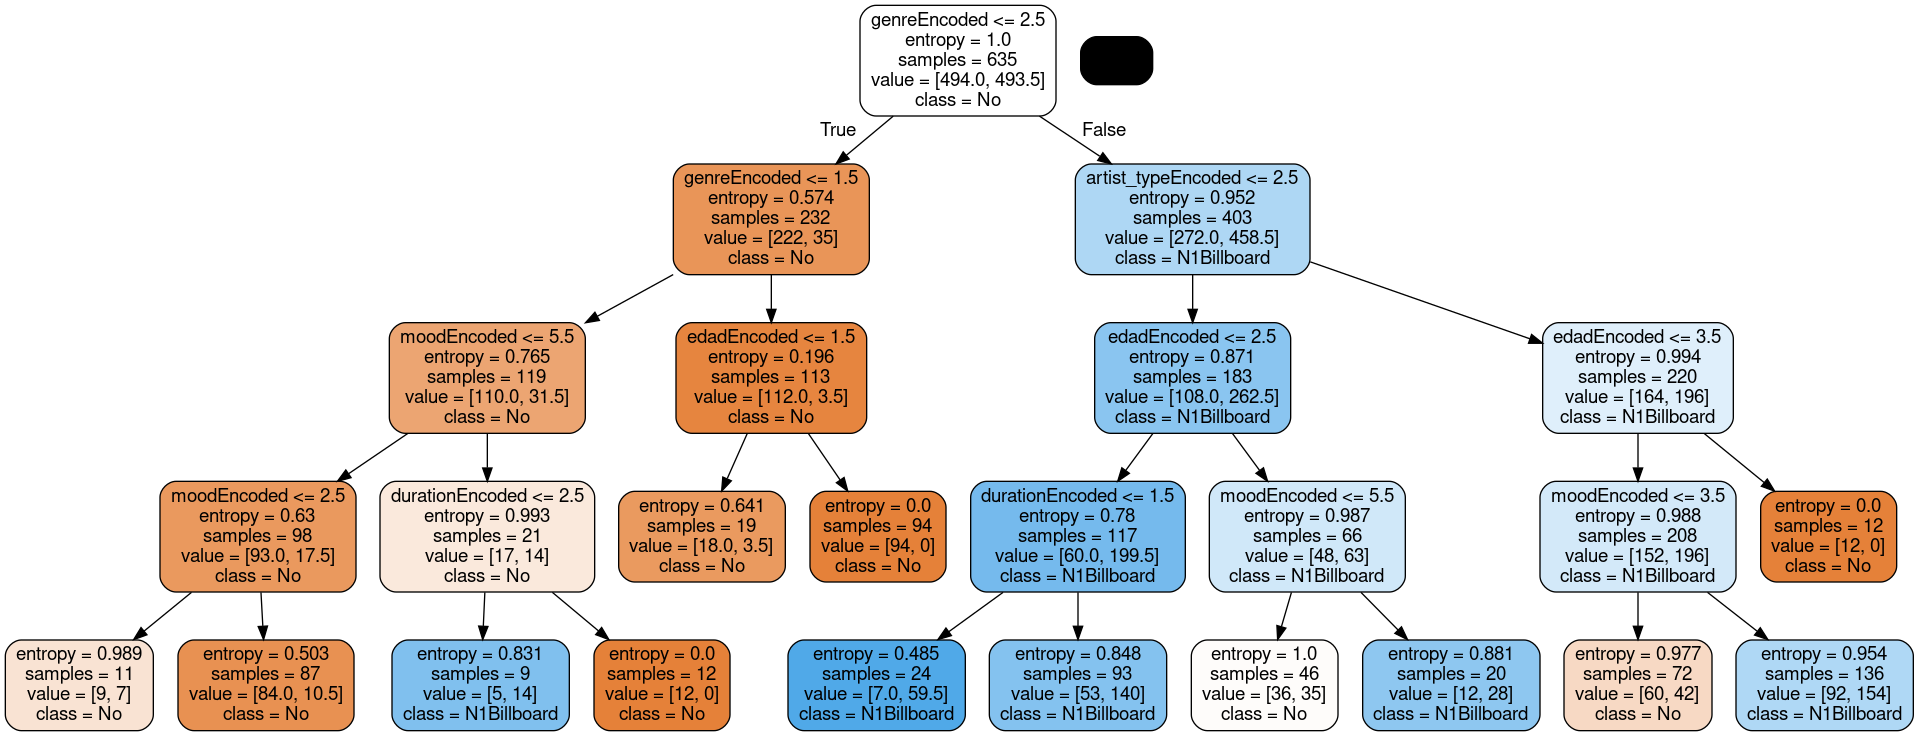 genreEncoded <= 2.5
entropy = 1.0
samples = 635
value = [494.0, 493.5]
class = No
True
False
genreEncoded <= 1.5
entropy = 0.574
samples = 232
value = [222, 35]
class = No
artist_typeEncoded <= 2.5
entropy = 0.952
samples = 403
value = [272.0, 458.5]
class = N1Billboard
moodEncoded <= 5.5
entropy = 0.765
samples = 119
value = [110.0, 31.5]
class = No
edadEncoded <= 1.5
entropy = 0.196
samples = 113
value = [112.0, 3.5]
class = No
edadEncoded <= 2.5
entropy = 0.871
samples = 183
value = [108.0, 262.5]
class = N1Billboard
edadEncoded <= 3.5
entropy = 0.994
samples = 220
value = [164, 196]
class = N1Billboard
moodEncoded <= 2.5
entropy = 0.63
samples = 98
value = [93.0, 17.5]
class = No
durationEncoded <= 2.5
entropy = 0.993
samples = 21
value = [17, 14]
class = No
entropy = 0.641
samples = 19
value = [18.0, 3.5]
class = No
entropy = 0.0
samples = 94
value = [94, 0]
class = No
durationEncoded <= 1.5
entropy = 0.78
samples = 117
value = [60.0, 199.5]
class = N1Billboard
moodEncoded <= 5.5
entropy = 0.987
samples = 66
value = [48, 63]
class = N1Billboard
moodEncoded <= 3.5
entropy = 0.988
samples = 208
value = [152, 196]
class = N1Billboard
entropy = 0.0
samples = 12
value = [12, 0]
class = No
entropy = 0.989
samples = 11
value = [9, 7]
class = No
entropy = 0.503
samples = 87
value = [84.0, 10.5]
class = No
entropy = 0.831
samples = 9
value = [5, 14]
class = N1Billboard
entropy = 0.0
samples = 12
value = [12, 0]
class = No
entropy = 0.485
samples = 24
value = [7.0, 59.5]
class = N1Billboard
entropy = 0.848
samples = 93
value = [53, 140]
class = N1Billboard
entropy = 1.0
samples = 46
value = [36, 35]
class = No
entropy = 0.881
samples = 20
value = [12, 28]
class = N1Billboard
entropy = 0.977
samples = 72
value = [60, 42]
class = No
entropy = 0.954
samples = 136
value = [92, 154]
class = N1Billboard